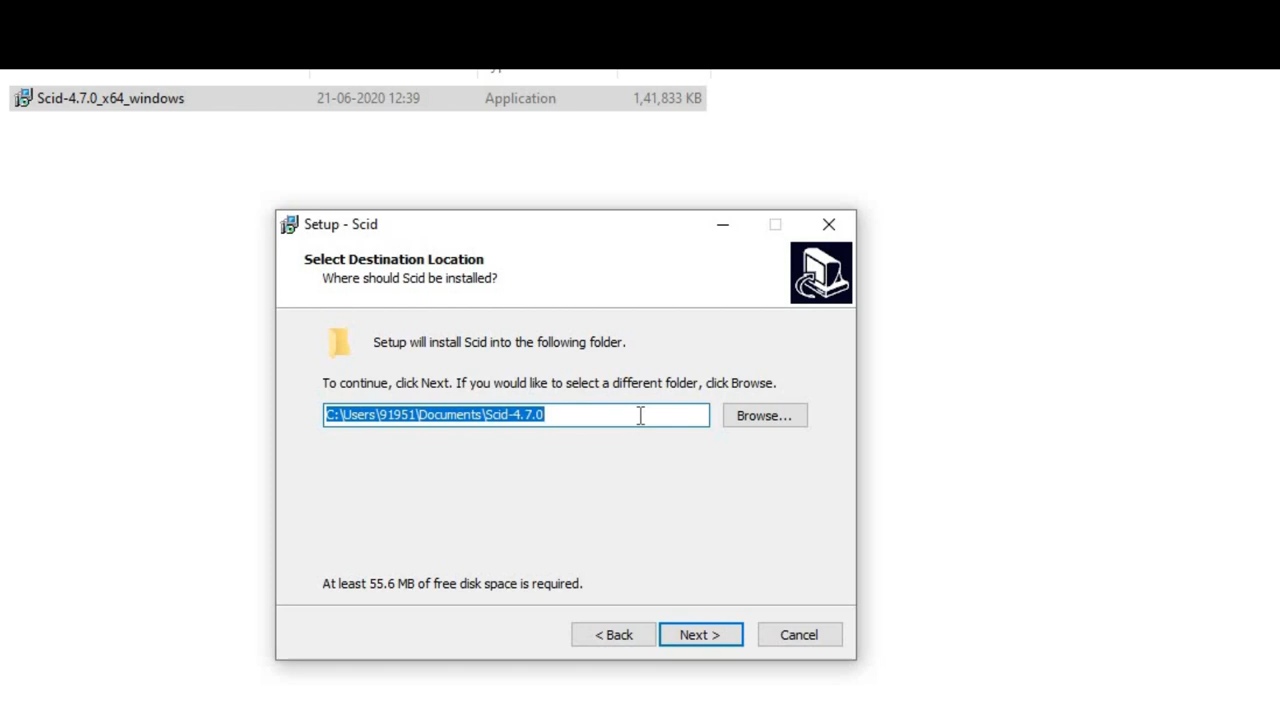 Scid-4.7.0_x64_windows 21-06-2020 12:39 Application 1,41,833 KB
Setup - Scid
Select Destination Location
Where should Scid be installed?
Setup will install Scid into the following folder.
To continue, click Next. If you would like to select a different folder, click Browse.
C:\Users\91951\Documents\Scid-4.7.0 Browse...
At least 55.6 MB of free disk space is required.
< Back Next > Cancel